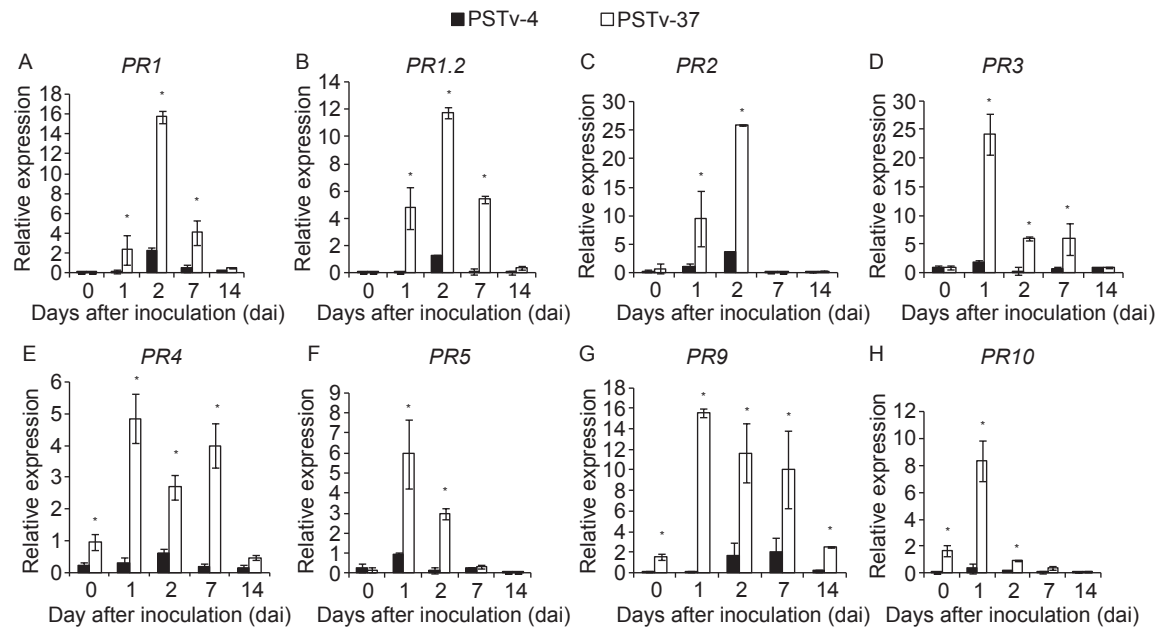 PSTv-4 PSTv-37
A PR1
Relative expression
18
16
14
12
10
8
6
4
2
0
* * *
0 1 2 7 14
Days after inoculation (dai)
B PR1.2
Relative expression
14
12
10
8
6
4
2
0
* * *
0 1 2 7 14
Days after inoculation (dai)
C PR2
Relative expression
30
25
20
15
10
5
0
* *
0 1 2 7 14
Days after inoculation (dai)
D PR3
Relative expression
30
25
20
15
10
5
0
* * *
0 1 2 7 14
Days after inoculation (dai)
E PR4
Relative expression
6
5
4
3
2
1
0
* * * *
0 1 2 7 14
Day after inoculation (dai)
F PR5
Relative expression
9
8
7
6
5
4
3
2
1
0
* *
0 1 2 7 14
Day after inoculation (dai)
G PR9
Relative expression
18
16
14
12
10
8
6
4
2
0
* * * * *
0 1 2 7 14
Day after inoculation (dai)
H PR10
Relative expression
12
10
8
6
4
2
0
* * *
0 1 2 7 14
Day after inoculation (dai)